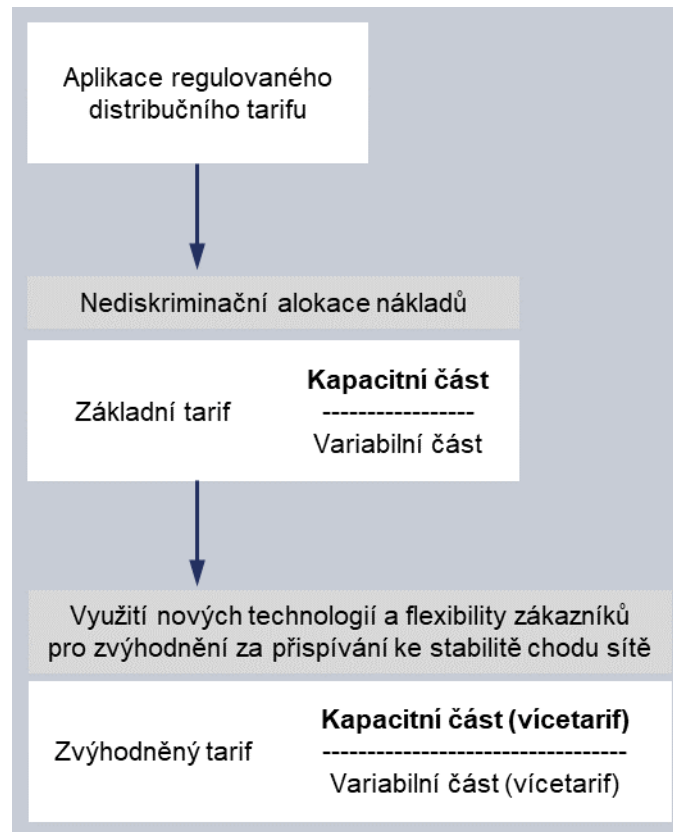 Aplikace regulovaného
distribučního tarifu
Nediskriminační alokace nákladů
Základní tarif
Kapacitní část
-----------------
Variabilní část
Využití nových technologií a flexibility zákazníků
pro zvýhodnění za přispívání ke stabilitě chodu sítě
Zvýhodněný tarif
Kapacitní část (vícetarif)
----------------------------------
Variabilní část (vícetarif)